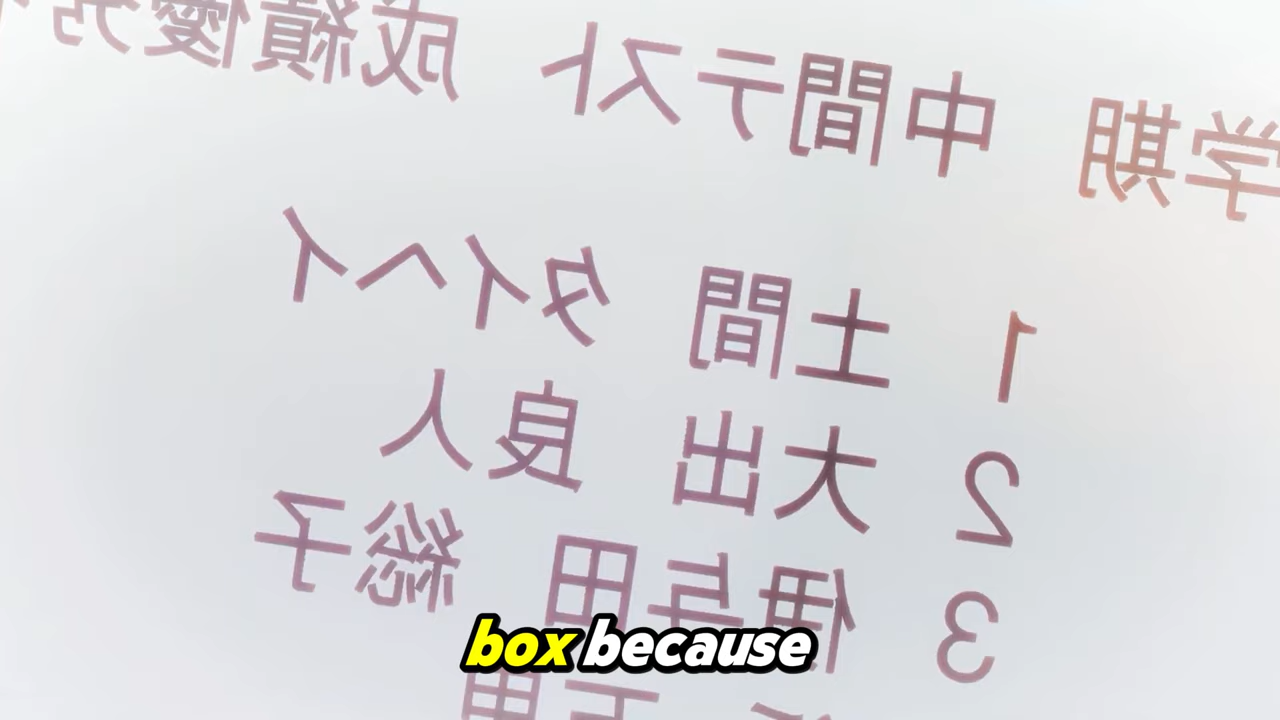 学期 中間テスト 成績優秀
1 土間 タイヘイ
2 大出 良人
3 伊与田 総子
box because